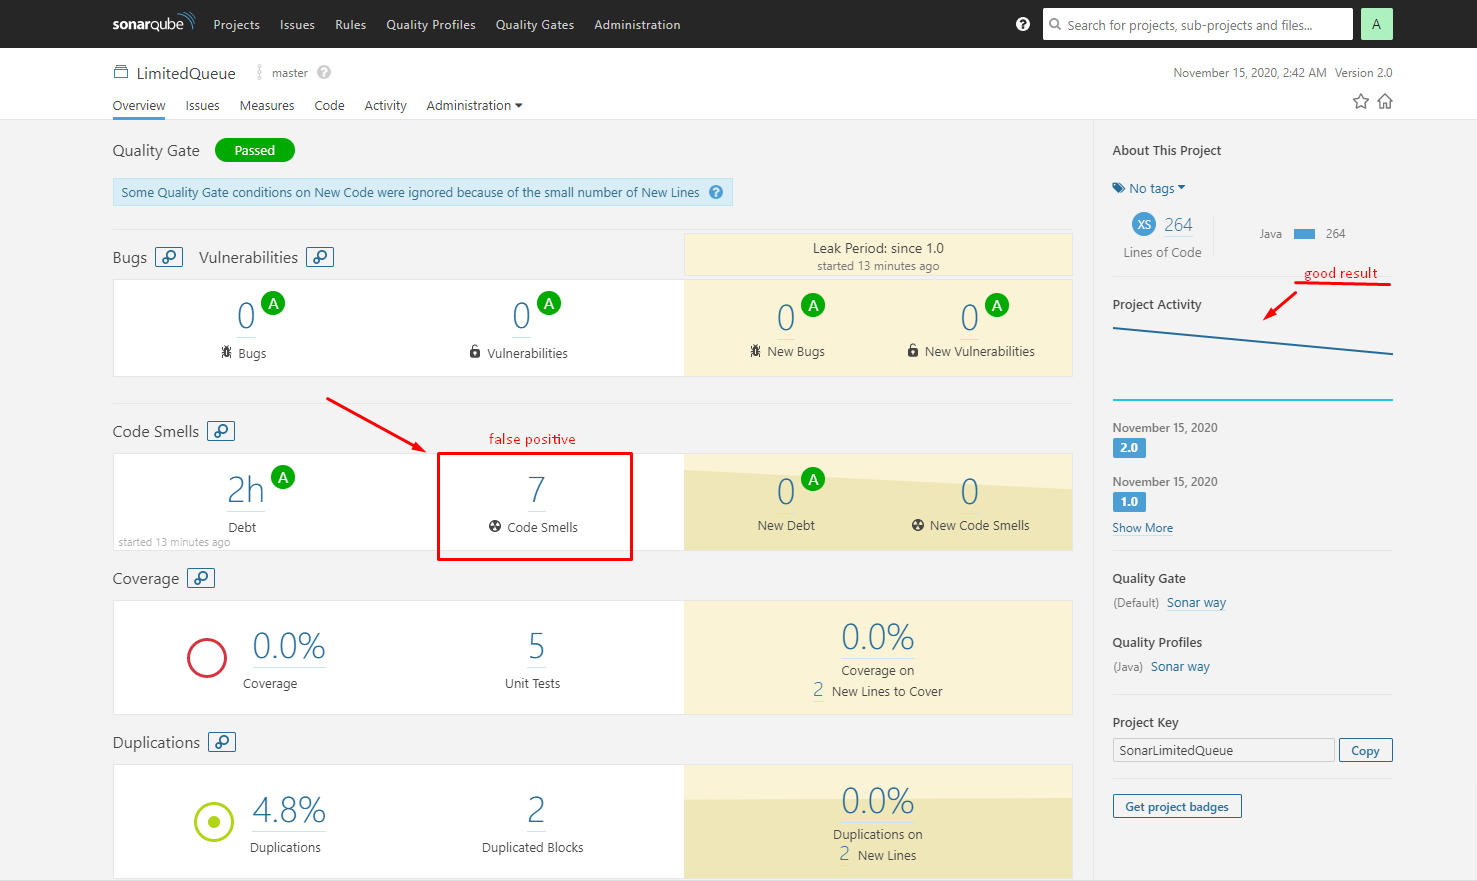 sonarqube Projects Issues Rules Quality Profiles Quality Gates Administration ? Search for projects, sub-projects and files... A
LimitedQueue master ? November 15, 2020, 2:42 AM Version 2.0
Overview Issues Measures Code Activity Administration
Quality Gate Passed
Some Quality Gate conditions on New Code were ignored because of the small number of New Lines ?
Bugs Vulnerabilities
Leak Period: since 1.0
started 13 minutes ago
0 A 0 A 0 A 0 A
Bugs Vulnerabilities New Bugs New Vulnerabilities
Code Smells
false positive
2h A 7 0 A 0
Debt Code Smells New Debt New Code Smells
started 13 minutes ago
Coverage
0.0% 5 0.0%
Coverage Unit Tests Coverage on
2 New Lines to Cover
Duplications
4.8% 2 0.0%
Duplications Duplicated Blocks Duplications on
2 New Lines
About This Project
No tags
XS 264 Java 264
Lines of Code
good result
Project Activity
November 15, 2020
2.0
November 15, 2020
1.0
Show More
Quality Gate
(Default) Sonar way
Quality Profiles
(Java) Sonar way
Project Key
SonarLimitedQueue Copy
Get project badges